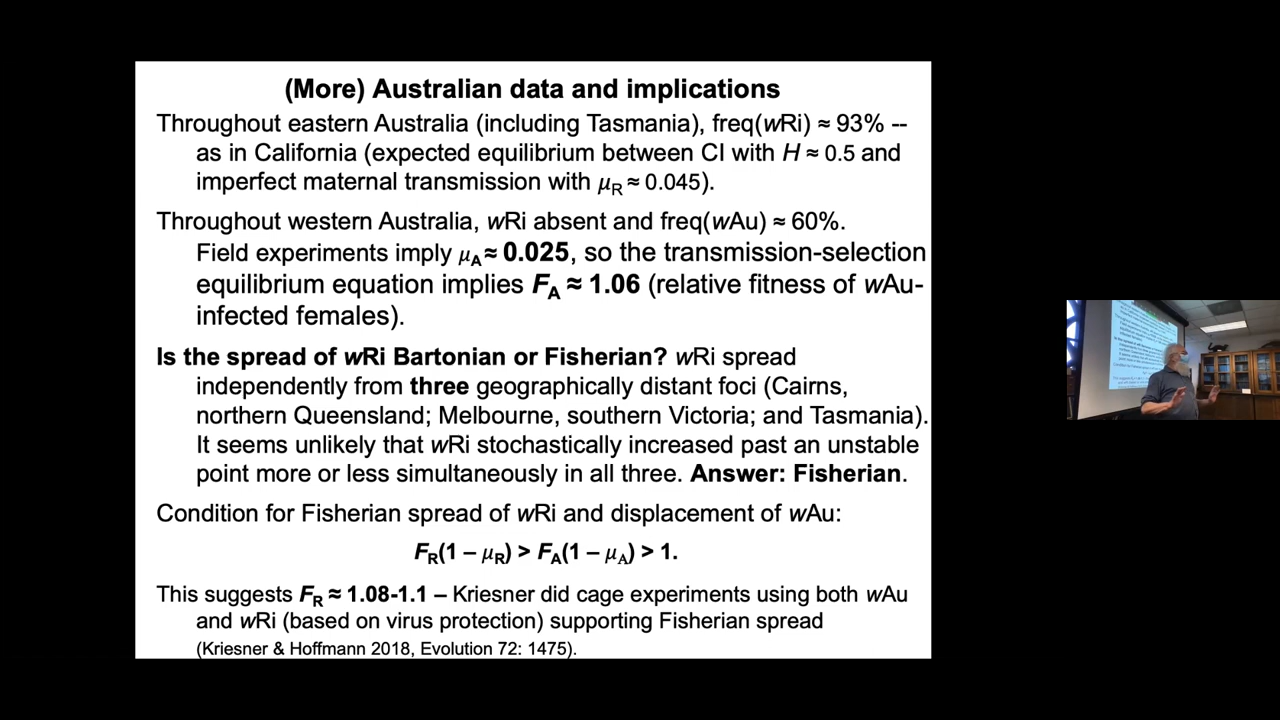 (More) Australian data and implications
Throughout eastern Australia (including Tasmania), freq(wRi) ≈ 93% --
as in California (expected equilibrium between CI with H ≈ 0.5 and
imperfect maternal transmission with μR ≈ 0.045).
Throughout western Australia, wRi absent and freq(wAu) ≈ 60%.
Field experiments imply μA ≈ 0.025, so the transmission-selection
equilibrium equation implies FA ≈ 1.06 (relative fitness of wAu-
infected females).
Is the spread of wRi Bartonian or Fisherian? wRi spread
independently from three geographically distant foci (Cairns,
northern Queensland; Melbourne, southern Victoria; and Tasmania).
It seems unlikely that wRi stochastically increased past an unstable
point more or less simultaneously in all three. Answer: Fisherian.
Condition for Fisherian spread of wRi and displacement of wAu:
FR(1 – μR) > FA(1 – μA) > 1.
This suggests FR ≈ 1.08-1.1 – Kriesner did cage experiments using both wAu
and wRi (based on virus protection) supporting Fisherian spread
(Kriesner & Hoffmann 2018, Evolution 72: 1475).